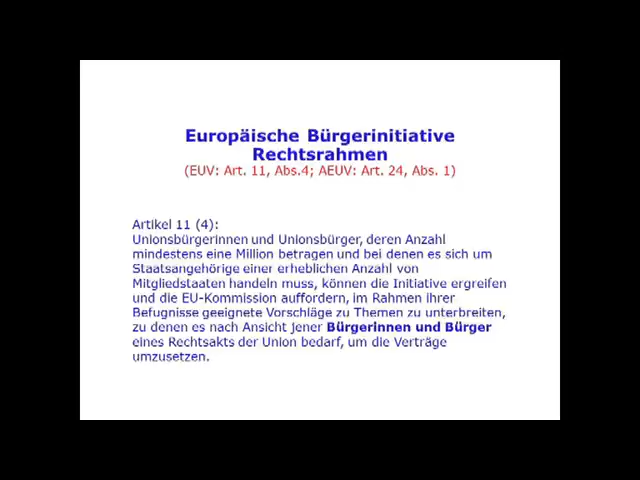 Europäische Bürgerinitiative
Rechtsrahmen
(EUV: Art. 11, Abs.4; AEUV: Art. 24, Abs. 1)
Artikel 11 (4):
Unionsbürgerinnen und Unionsbürger, deren Anzahl
mindestens eine Million betragen und bei denen es sich um
Staatsangehörige einer erheblichen Anzahl von
Mitgliedstaaten handeln muss, können die Initiative ergreifen
und die EU-Kommission auffordern, im Rahmen ihrer
Befugnisse geeignete Vorschläge zu Themen zu unterbreiten,
zu denen es nach Ansicht jener Bürgerinnen und Bürger
eines Rechtsakts der Union bedarf, um die Verträge
umzusetzen.